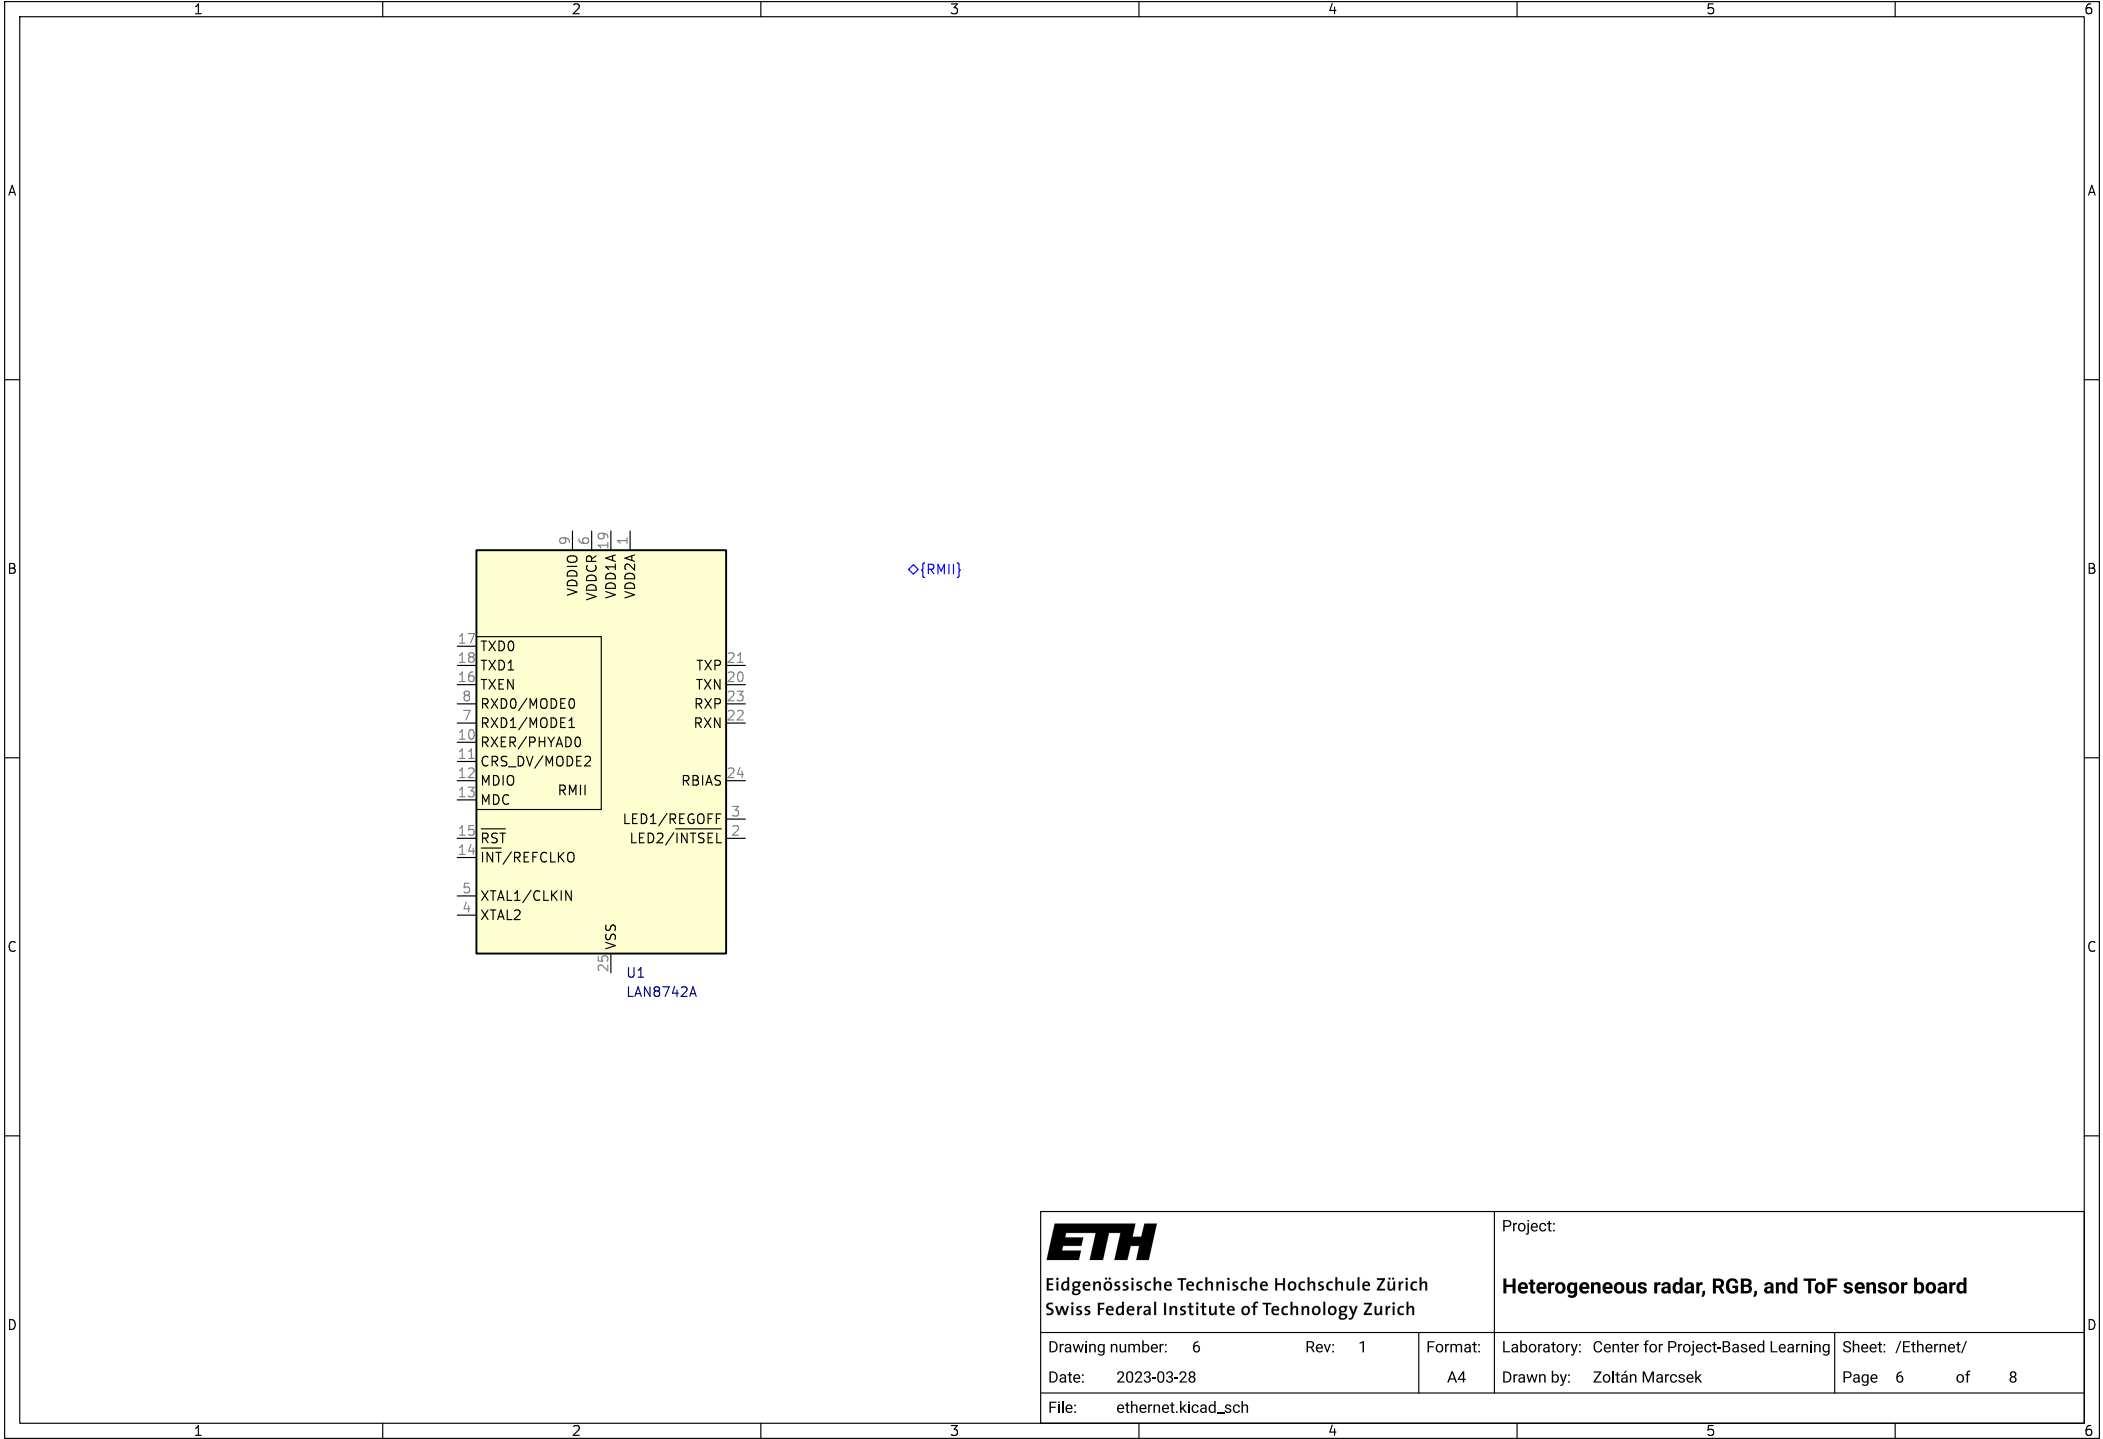 1 2 3 4 5 6
A A
9 6 19 1
VDDIO VDDCR VDD1A VDD2A
B {RMII} B
17 TXD0
18 TXD1 TXP 21
16 TXEN TXN 20
8 RXD0/MODE0 RXP 23
7 RXD1/MODE1 RXN 22
10 RXER/PHYAD0
11 CRS_DV/MODE2
12 MDIO RBIAS 24
RMII
13 MDC
LED1/REGOFF 3
15 RST LED2/INTSEL 2
14 INT/REFCLKO
5 XTAL1/CLKIN
4 XTAL2
VSS
C C
25
U1
LAN8742A
ETH
Eidgenössische Technische Hochschule Zürich
Swiss Federal Institute of Technology Zurich
Project:
Heterogeneous radar, RGB, and ToF sensor board
D D
Drawing number: 6 Rev: 1 Format: Laboratory: Center for Project-Based Learning Sheet: /Ethernet/
Date: 2023-03-28 A4 Drawn by: Zoltán Marcsek Page 6 of 8
File: ethernet.kicad_sch
1 2 3 4 5 6